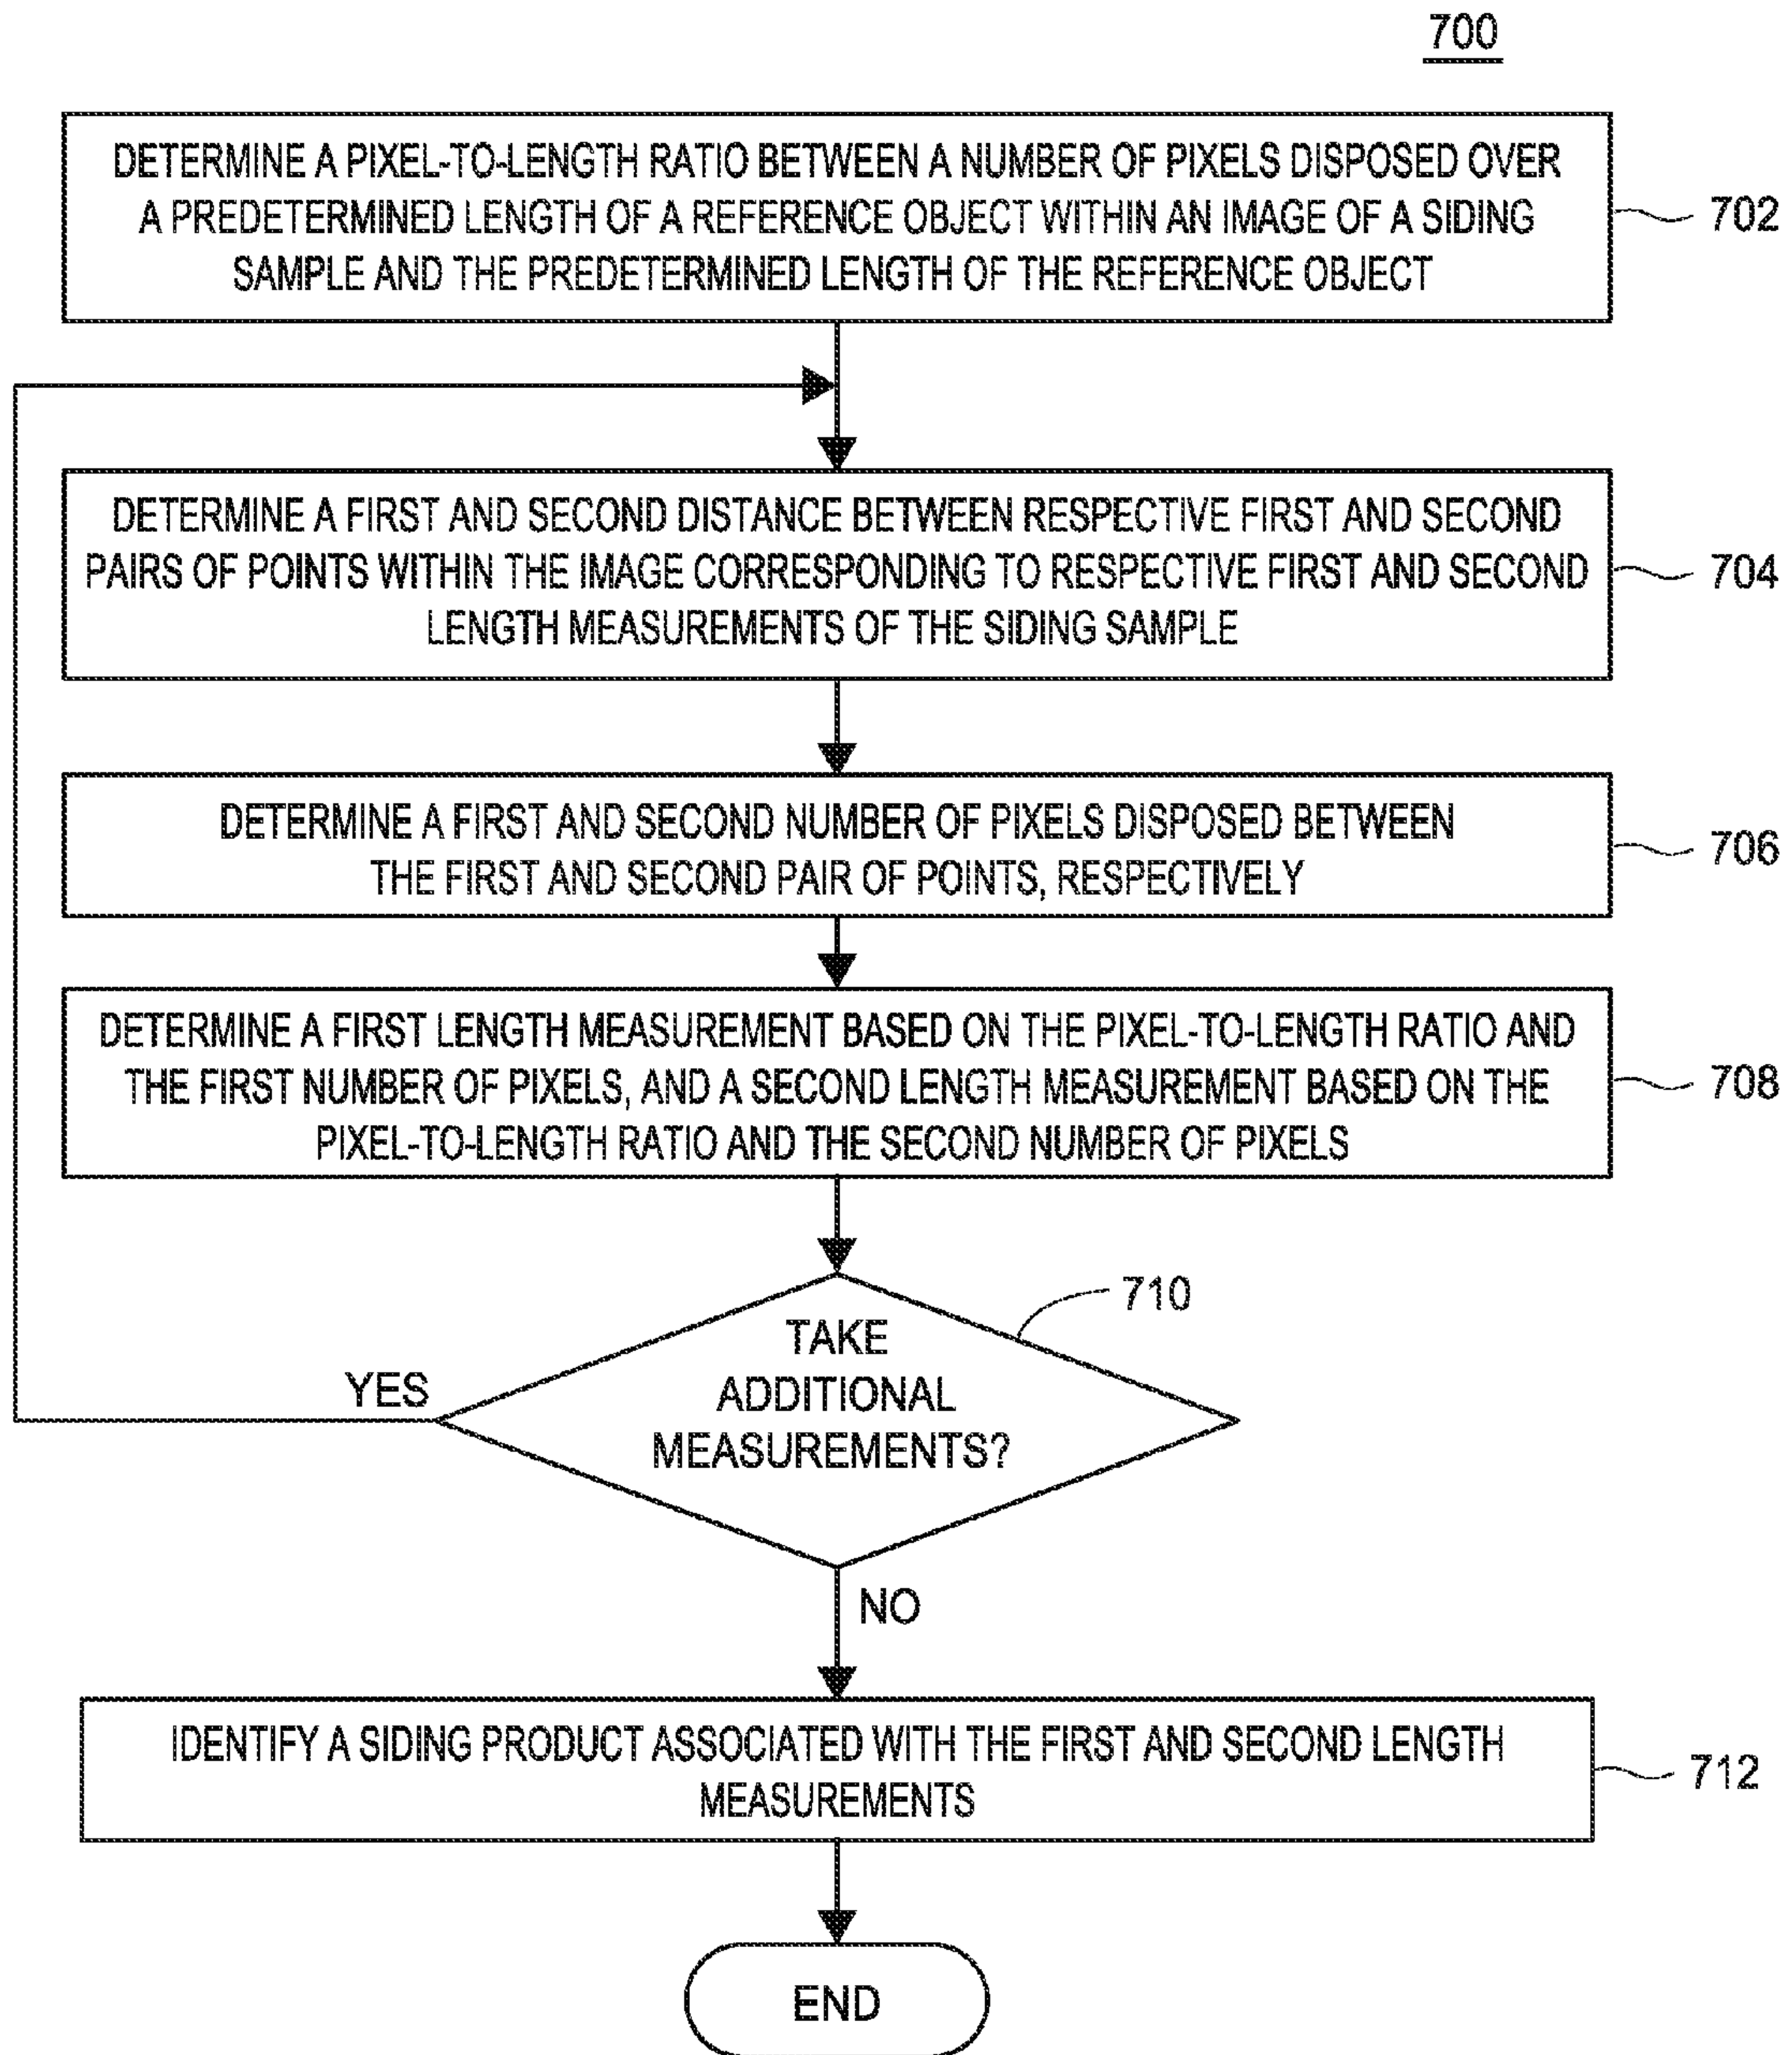 700
DETERMINE A PIXEL-TO-LENGTH RATIO BETWEEN A NUMBER OF PIXELS DISPOSED OVER
A PREDETERMINED LENGTH OF A REFERENCE OBJECT WITHIN AN IMAGE OF A SIDING
SAMPLE AND THE PREDETERMINED LENGTH OF THE REFERENCE OBJECT
702
DETERMINE A FIRST AND SECOND DISTANCE BETWEEN RESPECTIVE FIRST AND SECOND
PAIRS OF POINTS WITHIN THE IMAGE CORRESPONDING TO RESPECTIVE FIRST AND SECOND
LENGTH MEASUREMENTS OF THE SIDING SAMPLE
704
DETERMINE A FIRST AND SECOND NUMBER OF PIXELS DISPOSED BETWEEN
THE FIRST AND SECOND PAIR OF POINTS, RESPECTIVELY
706
DETERMINE A FIRST LENGTH MEASUREMENT BASED ON THE PIXEL-TO-LENGTH RATIO AND
THE FIRST NUMBER OF PIXELS, AND A SECOND LENGTH MEASUREMENT BASED ON THE
PIXEL-TO-LENGTH RATIO AND THE SECOND NUMBER OF PIXELS
708
710
TAKE
ADDITIONAL
MEASUREMENTS?
YES
NO
IDENTIFY A SIDING PRODUCT ASSOCIATED WITH THE FIRST AND SECOND LENGTH
MEASUREMENTS
712
END